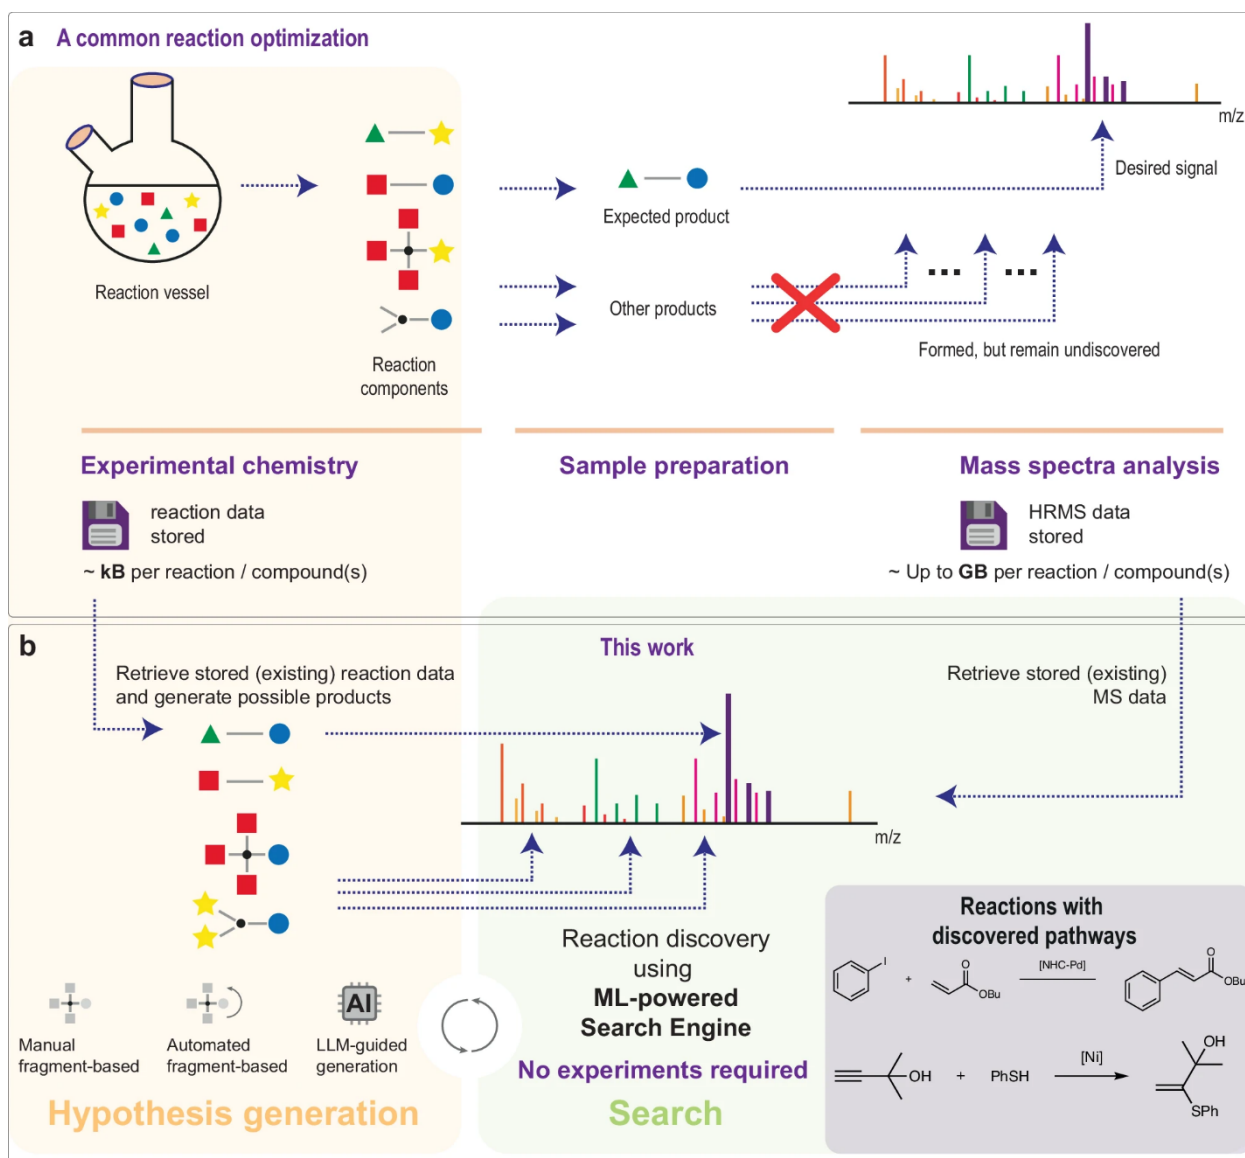 a A common reaction optimization
m/z
Desired signal
Expected product
Reaction vessel
Other products
Formed, but remain undiscovered
Reaction
components
Experimental chemistry
Sample preparation
Mass spectra analysis
reaction data
stored
HRMS data
stored
~ kB per reaction / compound(s)
~ Up to GB per reaction / compound(s)
b
This work
Retrieve stored (existing) reaction data
and generate possible products
Retrieve stored (existing)
MS data
m/z
Reaction discovery
using
ML-powered
Search Engine
No experiments required
Search
AI
Manual
fragment-based
Automated
fragment-based
LLM-guided
generation
Hypothesis generation
Reactions with
discovered pathways
I
+
O
OBu
[NHC-Pd]
O
OBu
OH
+
PhSH
[Ni]
OH
SPh